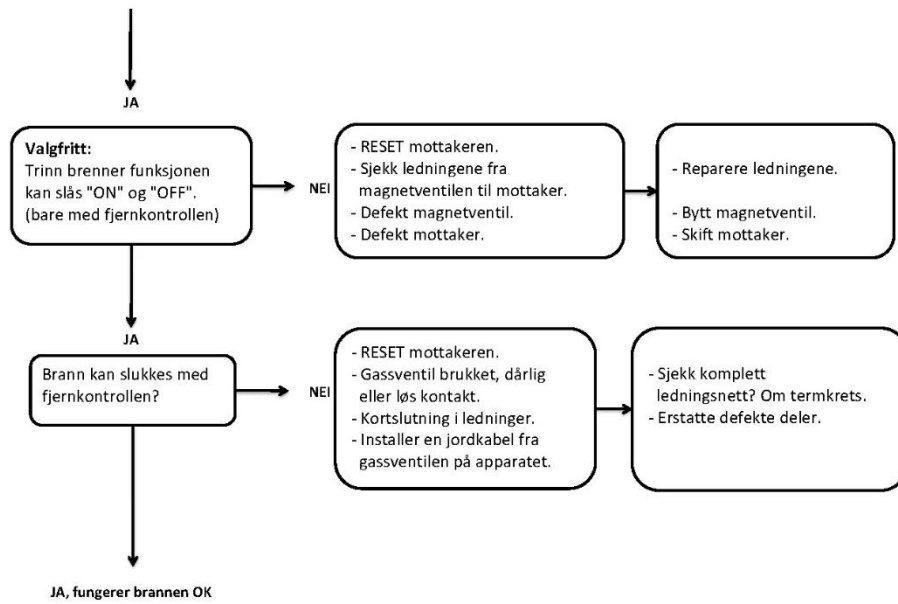 JA
Valgfritt:
Trinn brenner funksjonen
kan slås "ON" og "OFF".
(bare med fjernkontrollen)
NEI
- RESET mottakeren.
- Sjekk ledningene fra
magnetventilen til mottaker.
- Defekt magnetventil.
- Defekt mottaker.
- Reparere ledningene.
- Bytt magnetventil.
- Skift mottaker.
JA
Brann kan slukkes med
fjernkontrollen?
NEI
- RESET mottakeren.
- Gassventil brukket, dårlig
eller løs kontakt.
- Kortslutning i ledninger.
- Installer en jordkabel fra
gassventilen på apparatet.
- Sjekk komplett
ledningsnett? Om termkrets.
- Erstatte defekte deler.
JA, fungerer brannen OK